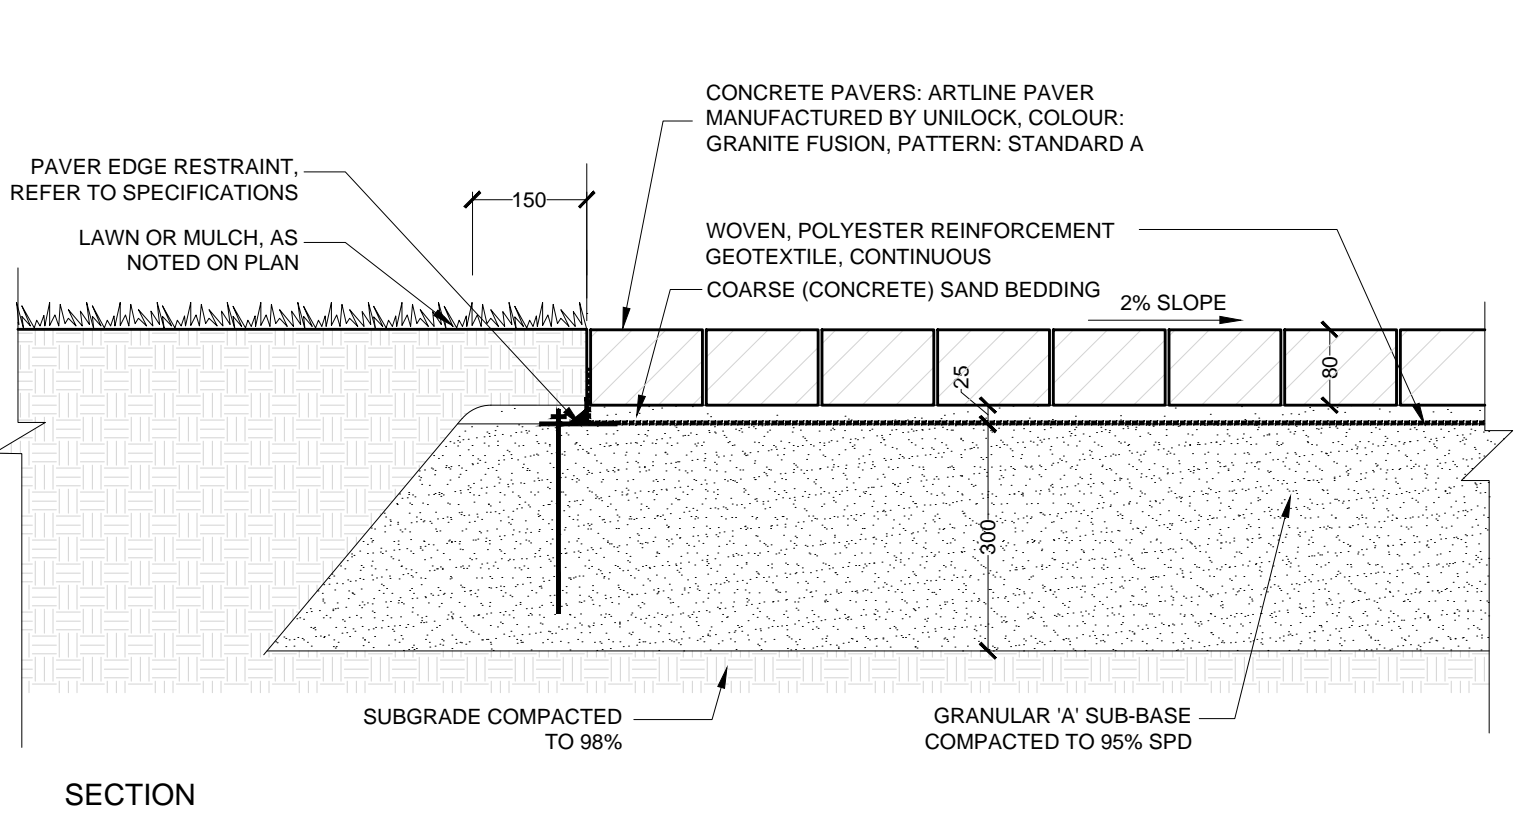 CONCRETE PAVERS: ARTLINE PAVER
MANUFACTURED BY UNILOCK, COLOUR:
GRANITE FUSION, PATTERN: STANDARD A
PAVER EDGE RESTRAINT,
REFER TO SPECIFICATIONS
150
LAWN OR MULCH, AS
NOTED ON PLAN
WOVEN, POLYESTER REINFORCEMENT
GEOTEXTILE, CONTINUOUS
COARSE (CONCRETE) SAND BEDDING
2% SLOPE
25
80
300
SUBGRADE COMPACTED
TO 98%
GRANULAR 'A' SUB-BASE
COMPACTED TO 95% SPD
SECTION